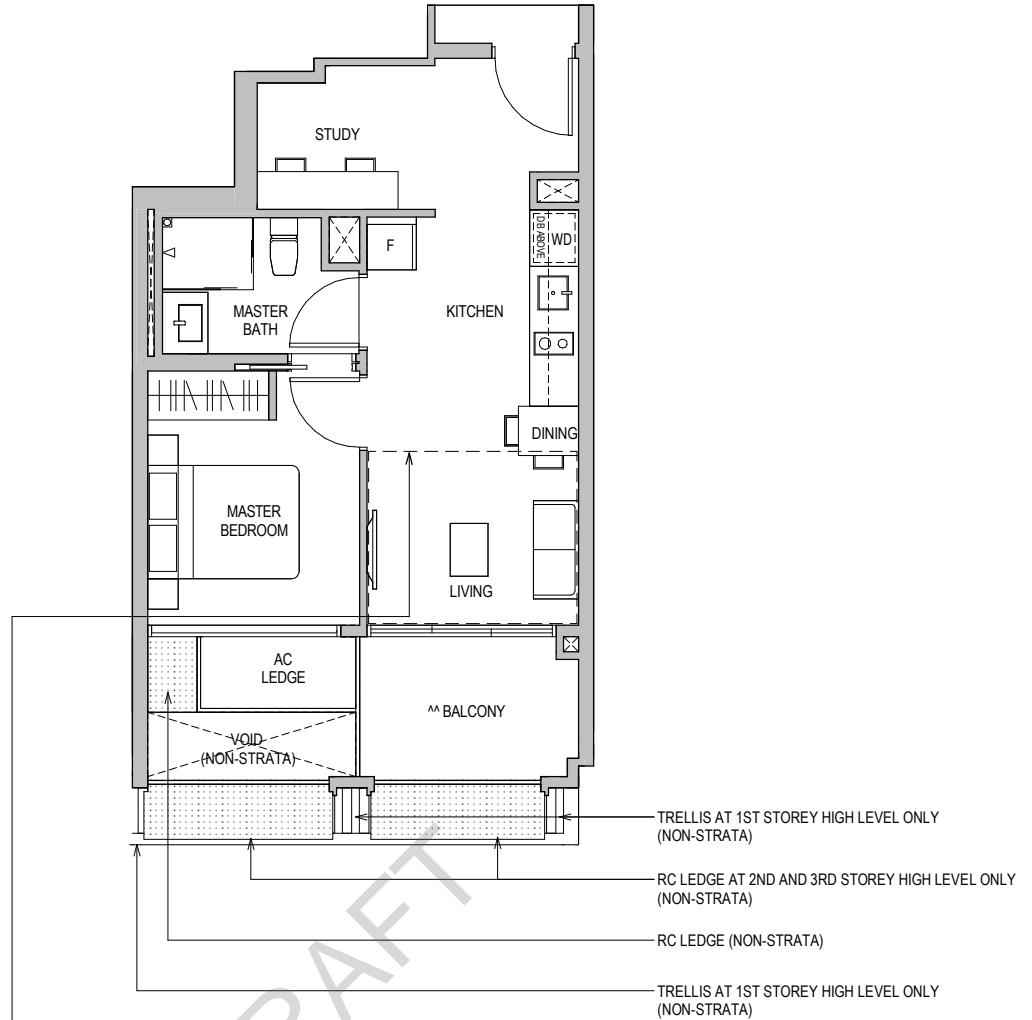 STUDY
F
DB ABOVE
WD
MASTER
BATH
KITCHEN
DINING
MASTER
BEDROOM
LIVING
AC
LEDGE
^^ BALCONY
VOID
(NON-STRATA)
TRELLIS AT 1ST STOREY HIGH LEVEL ONLY
(NON-STRATA)
RC LEDGE AT 2ND AND 3RD STOREY HIGH LEVEL ONLY
(NON-STRATA)
RC LEDGE (NON-STRATA)
TRELLIS AT 1ST STOREY HIGH LEVEL ONLY
(NON-STRATA)
RAFT